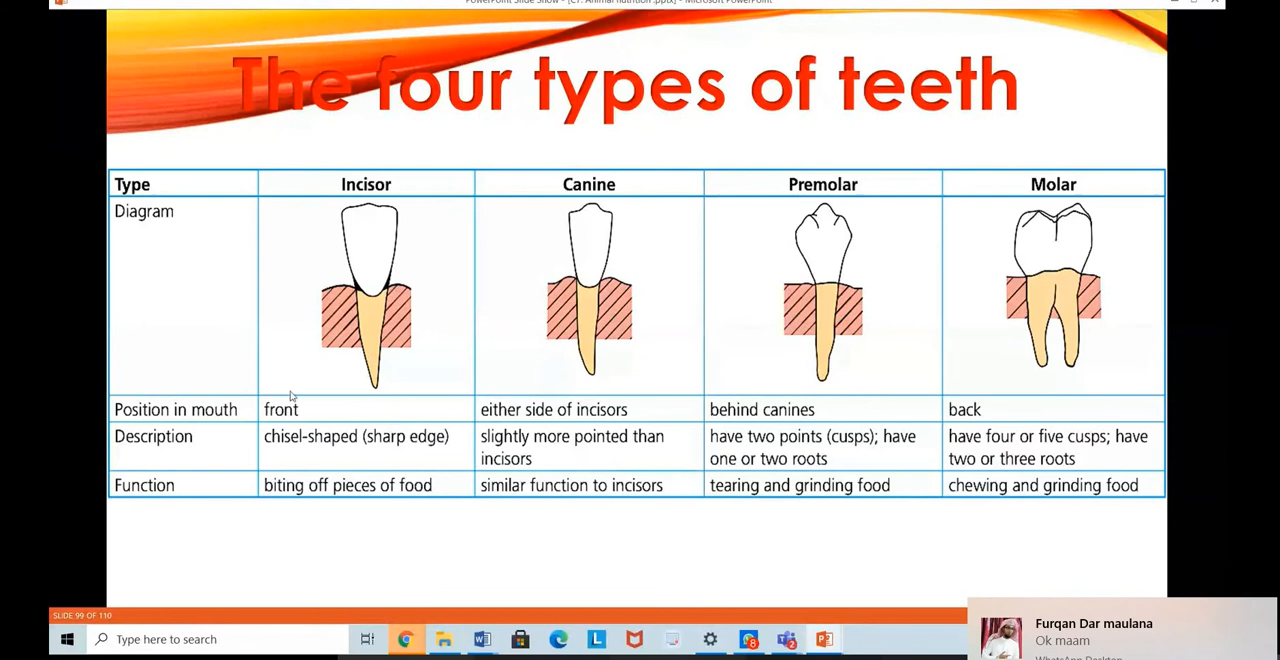 PowerPoint Slide Show - [C7. Animal nutrition .pptx] - Microsoft PowerPoint
The four types of teeth
Type Incisor Canine Premolar Molar
Diagram
Position in mouth front either side of incisors behind canines back
Description chisel-shaped (sharp edge) slightly more pointed than incisors have two points (cusps); have one or two roots have four or five cusps; have two or three roots
Function biting off pieces of food similar function to incisors tearing and grinding food chewing and grinding food
SLIDE 99 OF 110
Type here to search
Furqan Dar maulana
Ok maam
WhatsApp Desktop